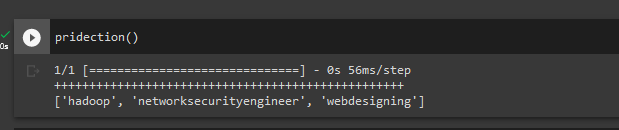 pridection()
0s
1/1 [==============================] - 0s 56ms/step
++++++++++++++++++++++++++++++++++++++++++++++++++
['hadoop', 'networksecurityengineer', 'webdesigning']